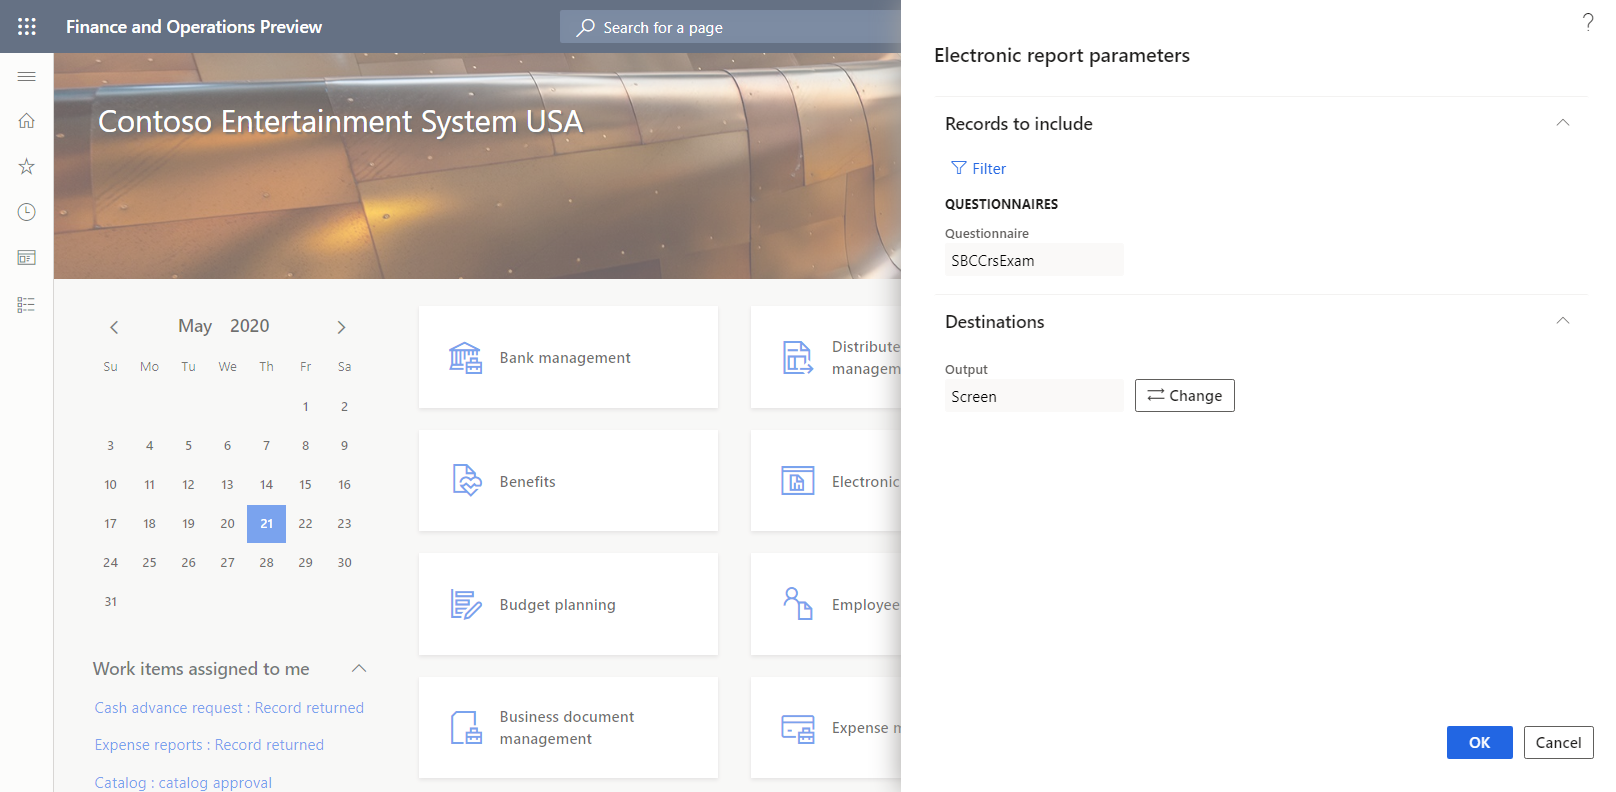 Finance and Operations Preview
Search for a page
?
Electronic report parameters
Contoso Entertainment System USA
Records to include
Filter
QUESTIONNAIRES
Questionnaire
SBCCrsExam
Destinations
Output
Screen
Change
May 2020
Su Mo Tu We Th Fr Sa
1 2
3 4 5 6 7 8 9
10 11 12 13 14 15 16
17 18 19 20 21 22 23
24 25 26 27 28 29 30
31
Work items assigned to me
Cash advance request : Record returned
Expense reports : Record returned
Catalog : catalog approval
Bank management
Distribute
managem
Benefits
Electronic
Budget planning
Employee
Business document
management
Expense m
OK
Cancel